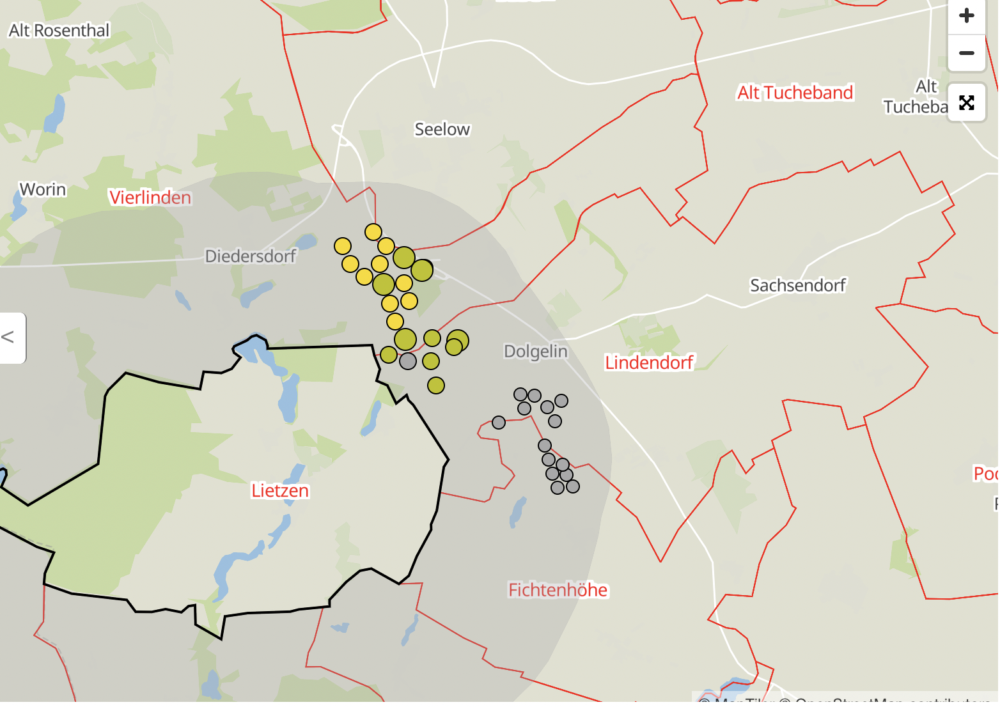 Alt Rosenthal
Alt Tucheband
Alt
Tucheba
Seelow
Worin
Vierlinden
Diedersdorf
Sachsendorf
Dolgelin
Lindendorf
Lietzen
Fichtenhöhe
<
+
−